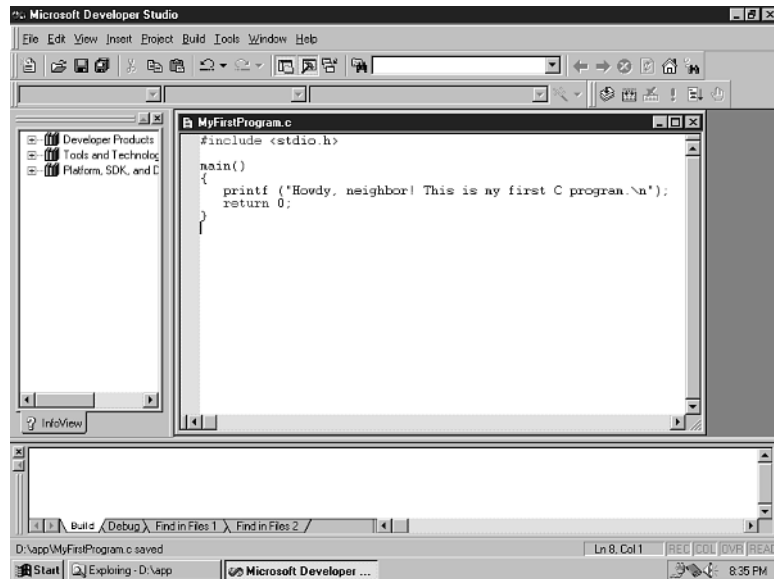 Microsoft Developer Studio
File Edit View Insert Project Build Tools Window Help
MyFirstProgram.c
Developer Products
Tools and Technolog
Platform, SDK, and D
#include <stdio.h>
main()
{
printf ("Howdy, neighbor! This is my first C program.\n");
return 0;
}
InfoView
Build Debug Find in Files 1 Find in Files 2
D:\app\MyFirstProgram.c saved
Ln 8, Col 1 REC COL OVR READ
Start Exploring - D:\app Microsoft Developer ... 8:35 PM